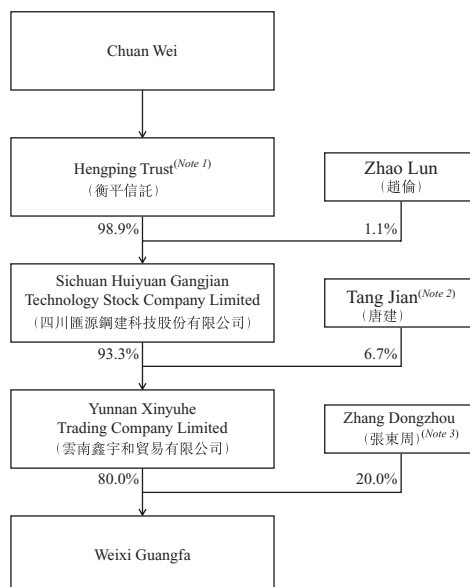 Chuan Wei
Hengping Trust(Note 1)
(衡平信託)
Zhao Lun
(趙倫)
98.9%
1.1%
Sichuan Huiyuan Gangjian
Technology Stock Company Limited
(四川匯源鋼建科技股份有限公司)
Tang Jian(Note 2)
(唐建)
93.3%
6.7%
Yunnan Xinyuhe
Trading Company Limited
(雲南鑫宇和貿易有限公司)
Zhang Dongzhou
(張東周)(Note 3)
80.0%
20.0%
Weixi Guangfa